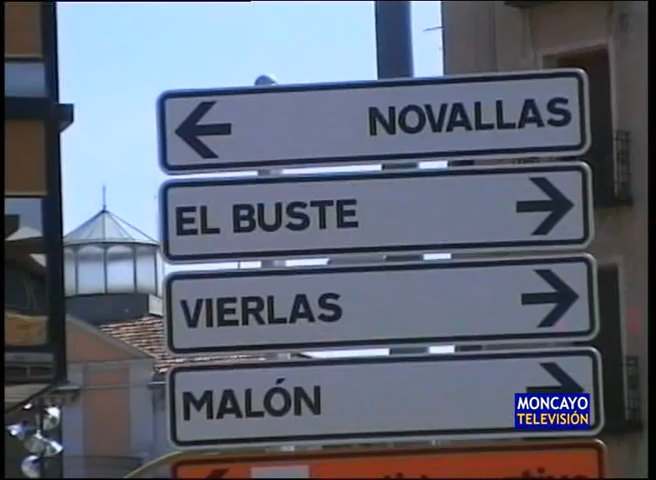 NOVALLAS
EL BUSTE
VIERLAS
MALÓN
MONCAYO
TELEVISIÓN